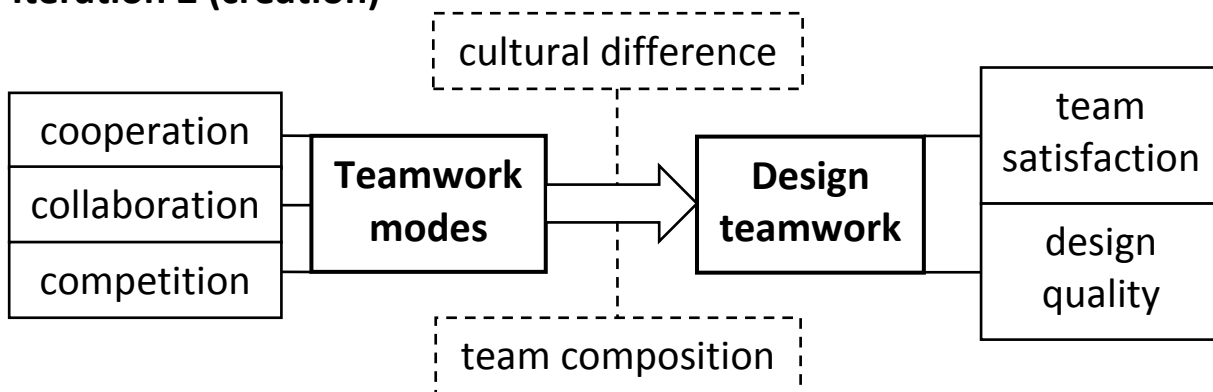 cultural difference
cooperation
collaboration
competition
Teamwork
modes
Design
teamwork
team
satisfaction
design
quality
team composition